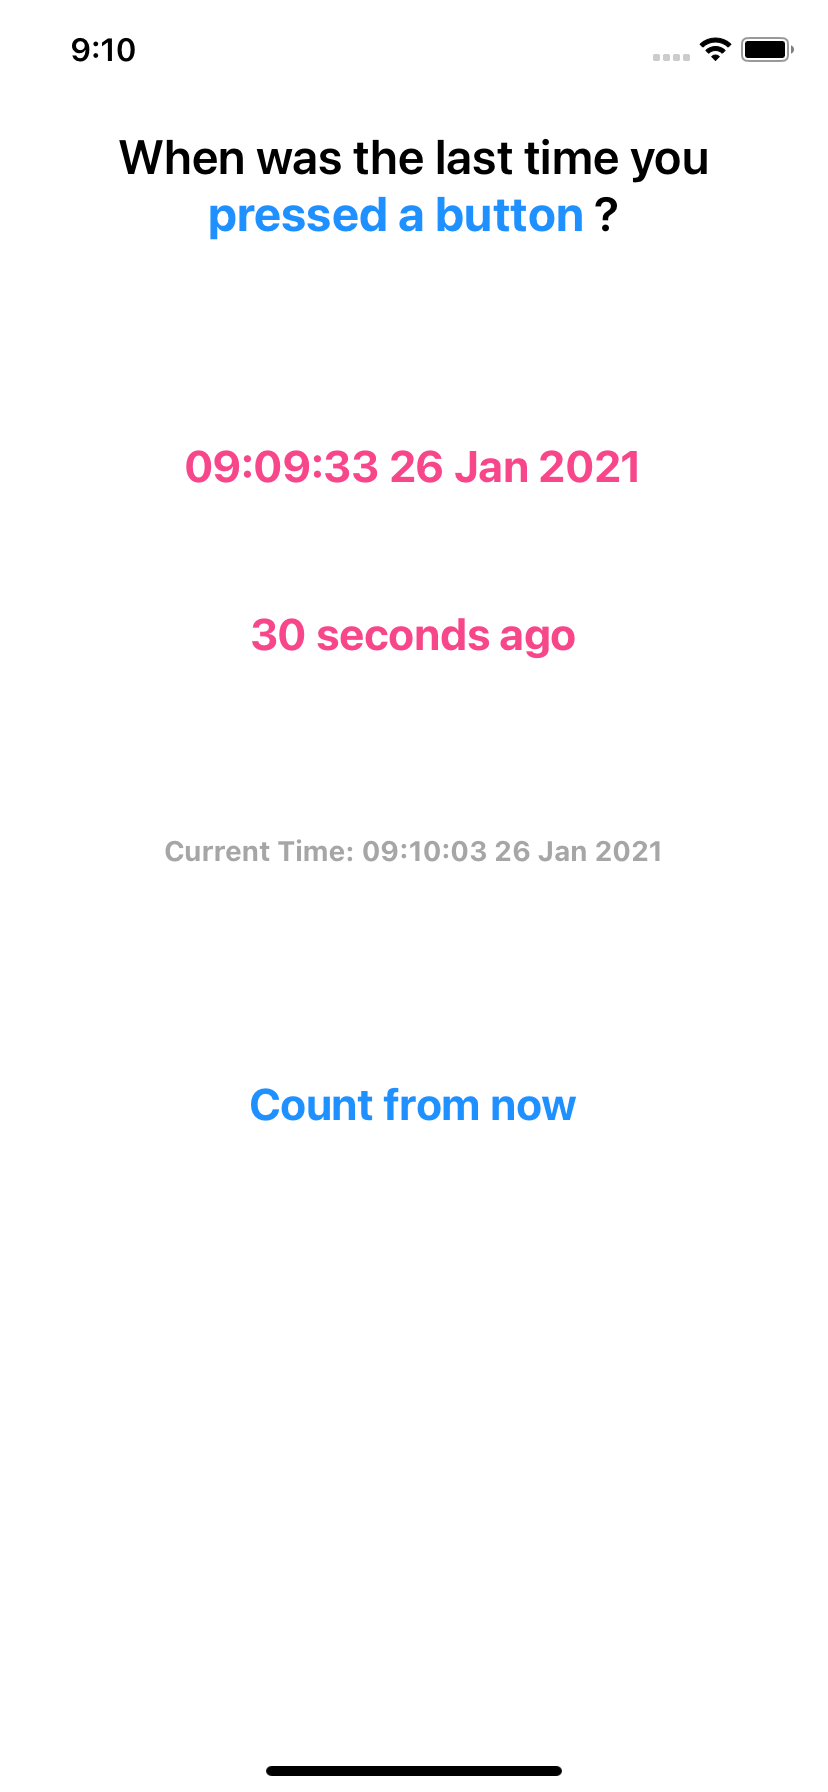 9:10
When was the last time you
pressed a button ?
09:09:33 26 Jan 2021
30 seconds ago
Current Time: 09:10:03 26 Jan 2021
Count from now